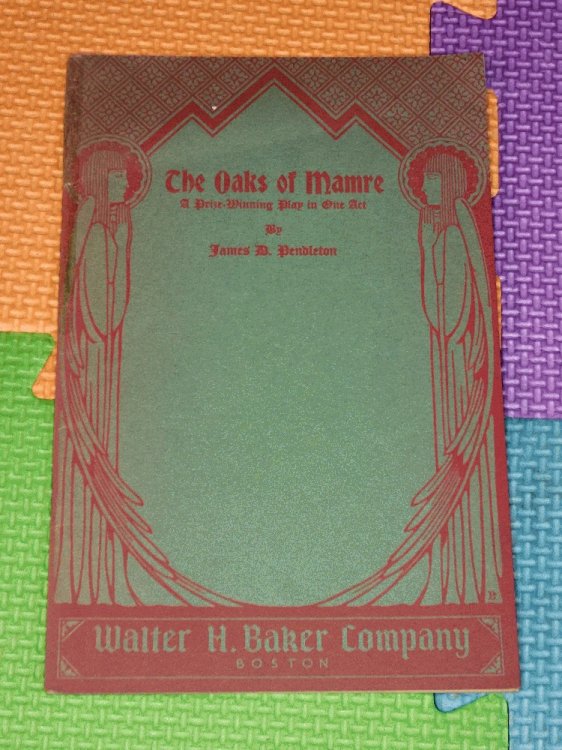 The Oaks of Mamre
A Prize-Winning Play in One Act
By
James D. Pendleton
Walter H. Baker Company
BOSTON